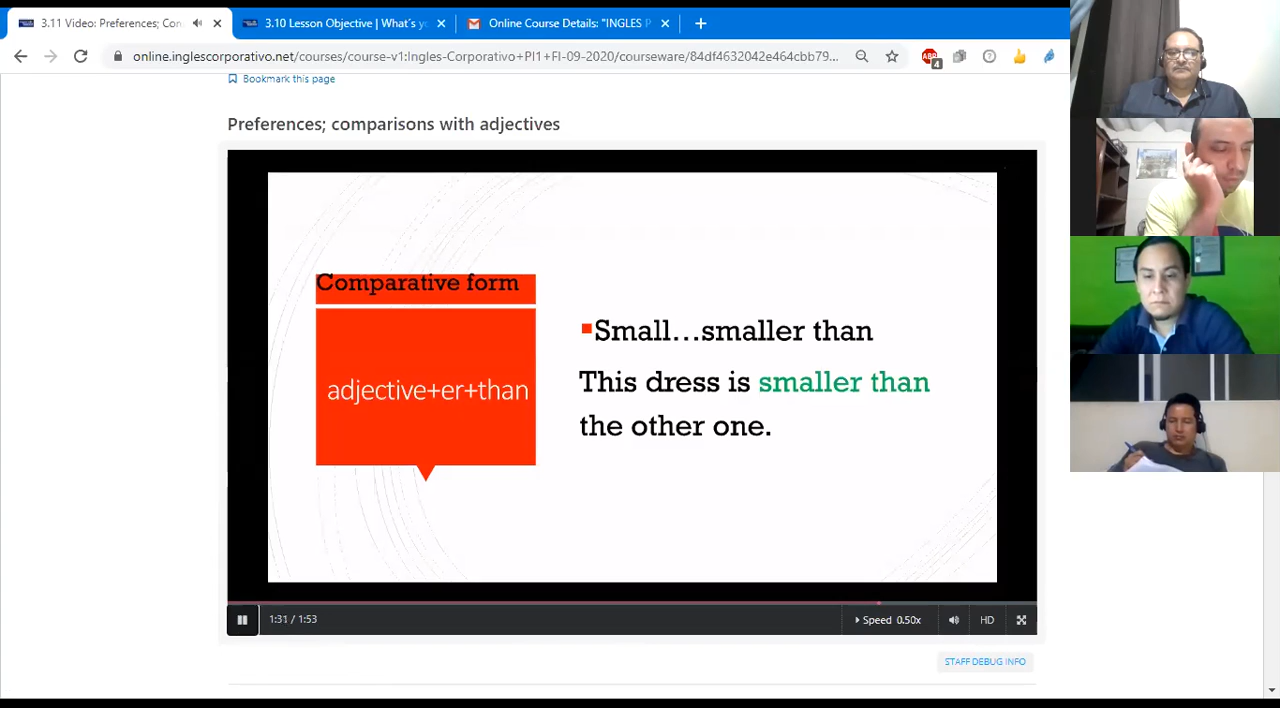 3.11 Video: Preferences; Con
3.10 Lesson Objective | What´s yo
Online Course Details: "INGLES P
online.inglescorporativo.net/courses/course-v1:Ingles-Corporativo+PI1+FI-09-2020/courseware/84df4632042e464cbb79...
ABP
4
Bookmark this page
Preferences; comparisons with adjectives
Comparative form
adjective+er+than
Small...smaller than
This dress is smaller than
the other one.
1:31 / 1:53
Speed 0.50x
HD
STAFF DEBUG INFO